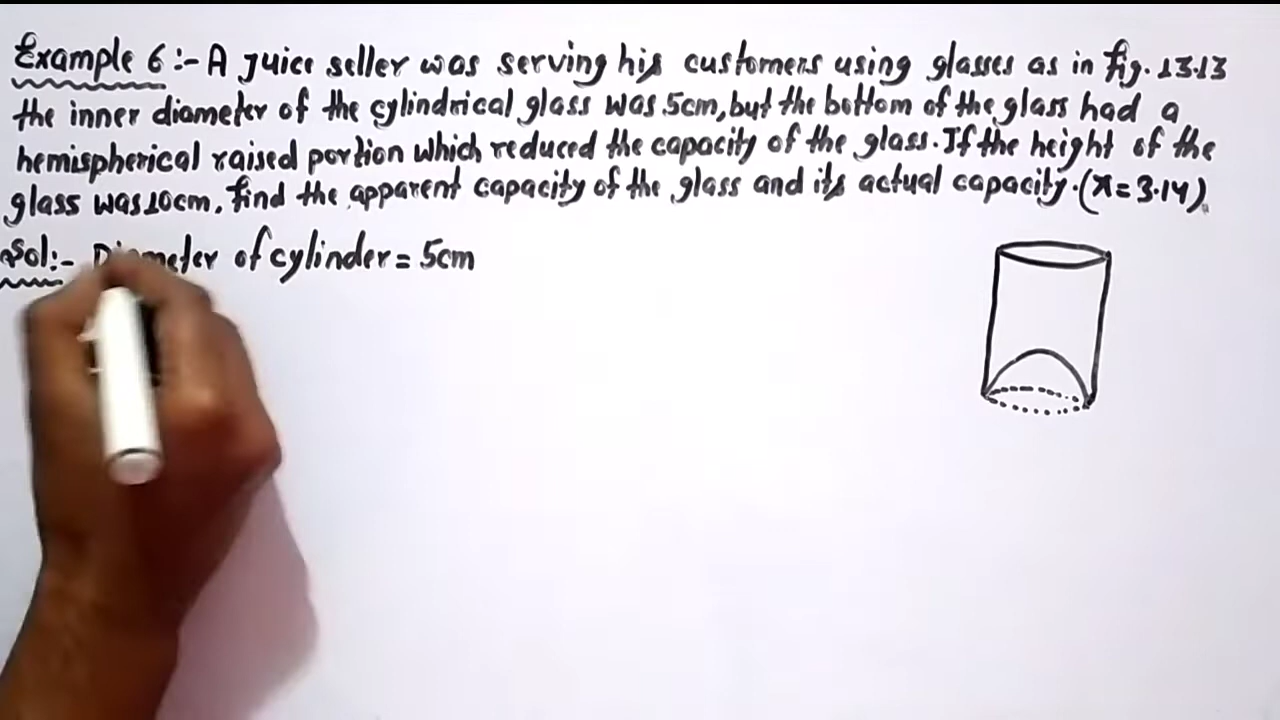 Example 6:- A juice seller was serving his customers using glasses as in fig. 13.13
the inner diameter of the cylindrical glass was 5cm, but the bottom of the glass had a
hemispherical raised portion which reduced the capacity of the glass. If the height of the
glass was 10cm, find the apparent capacity of the glass and its actual capacity. (π = 3.14).
Sol:- Diameter of cylinder = 5cm